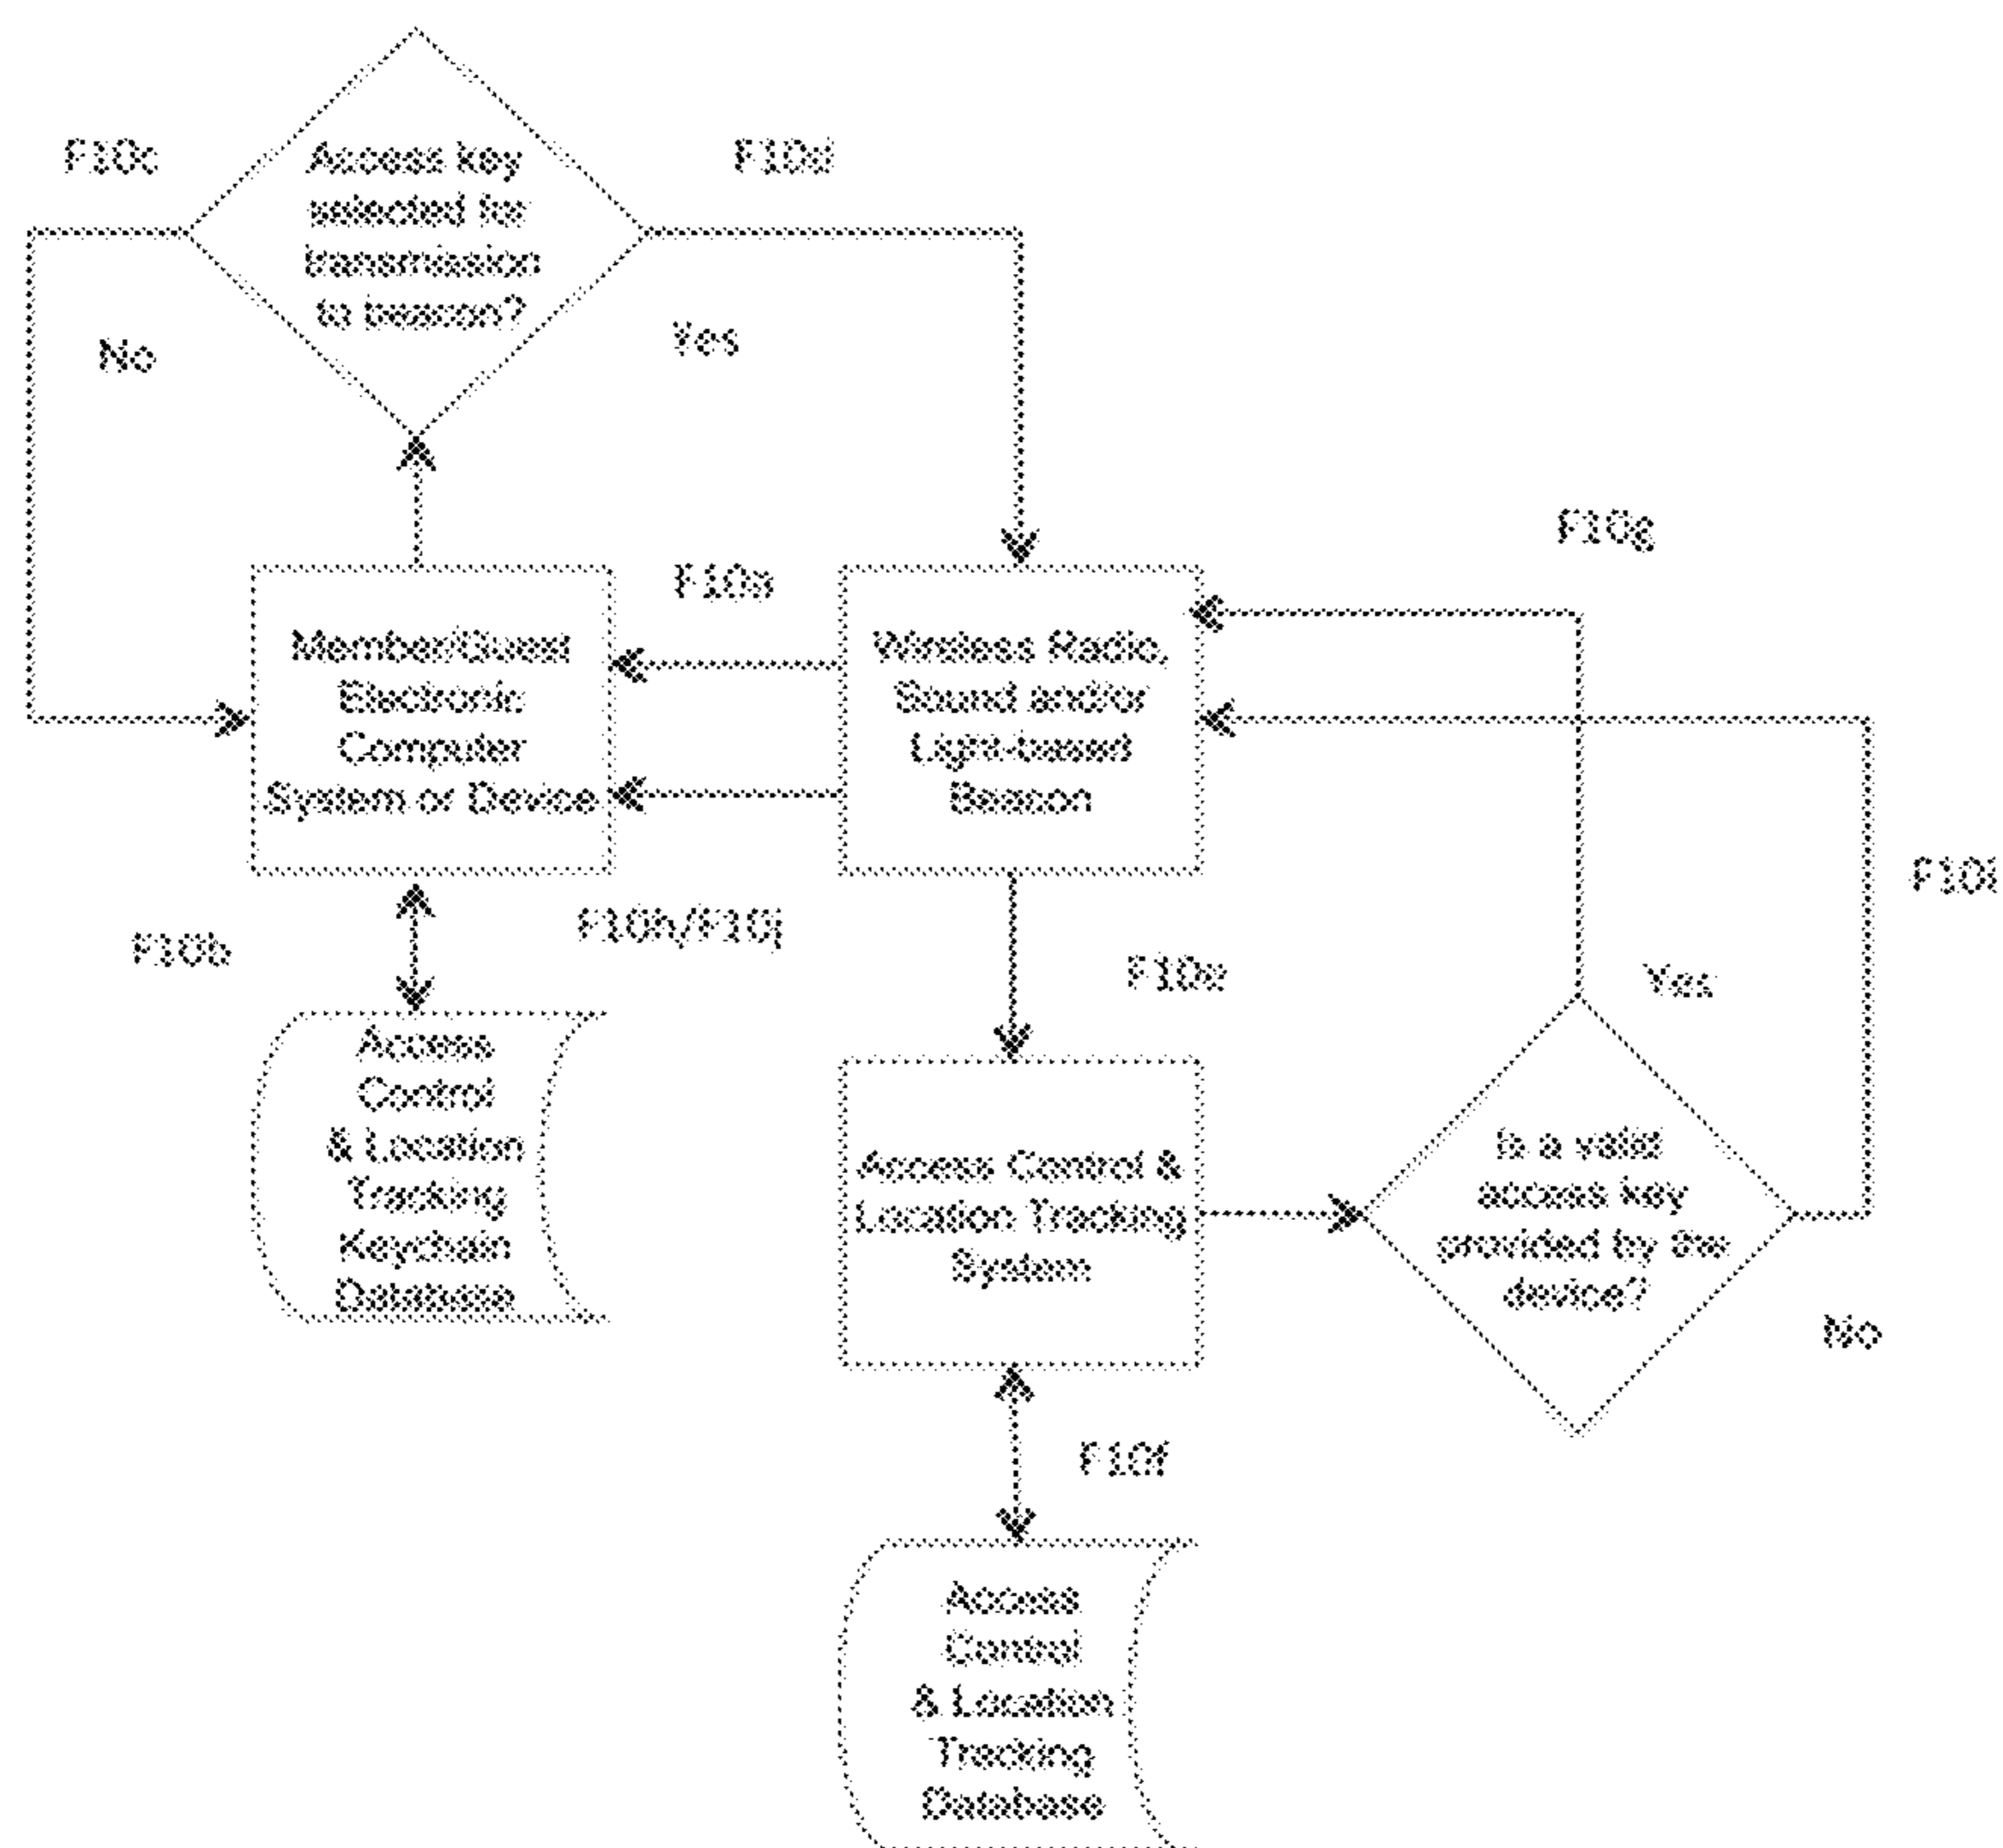 F10c
Access key
selected for
transmission
to beacon?
F10d
No
Yes
F10g
F10a
Member/Guest
Electronic
Computer
System or Device
Wireless Radio,
Sound and/or
Light-based
Beacon
F10i
F10b
F10h/F10j
F10e
Yes
Access
Control
& Location
Tracking
Keychain
Database
Access Control &
Location Tracking
System
Is a valid
access key
provided by the
device?
No
F10f
Access
Control
& Location
Tracking
Database